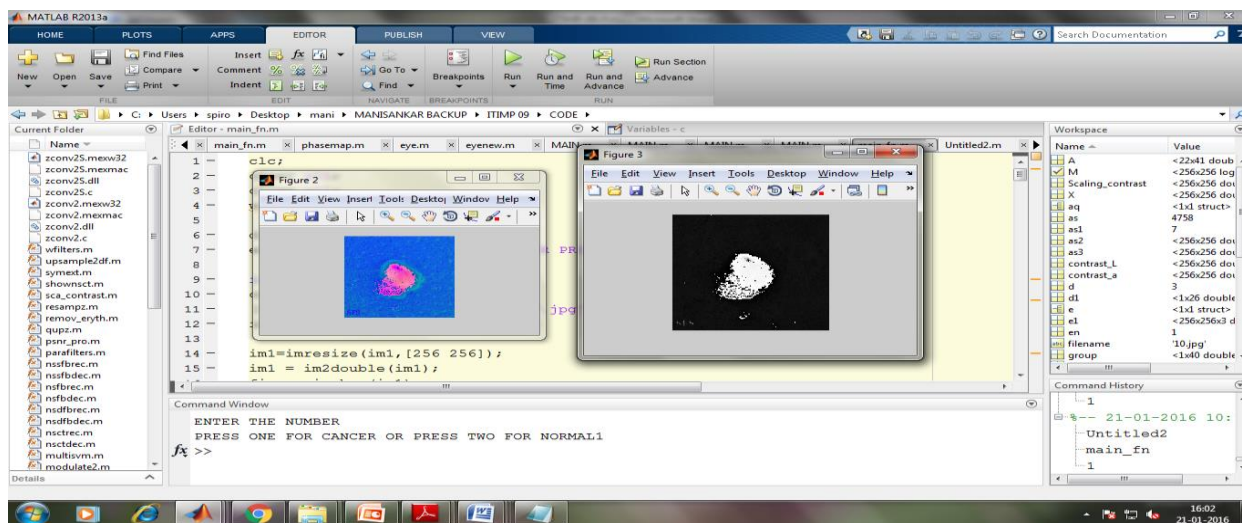 MATLAB R2013a
HOME PLOTS APPS EDITOR PUBLISH VIEW
Search Documentation
New Open Save Find Files Compare Print
Insert fx Comment Indent
Go To Find
Breakpoints Run Run and Time Run and Advance Run Section Advance
FILE EDIT NAVIGATE BREAKPOINTS RUN
C: Users spiro Desktop mani MANISANKAR BACKUP ITIMP 09 CODE
Current Folder
Name
zconv2S.mexw32
zconv2S.mexmac
zconv2S.dll
zconv2S.c
zconv2.mexw32
zconv2.mexmac
zconv2.dll
zconv2.c
wfilters.m
upsample2df.m
symext.m
shownsct.m
sca_contrast.m
resampz.m
remov_eryth.m
qupz.m
psnr_pro.m
parafilters.m
nssfbrec.m
nssfbdec.m
nsfbrec.m
nsfbdec.m
nsdfbrec.m
nsdfbdec.m
nsctrec.m
nsctdec.m
multisvm.m
modulate2.m
Details
Editor - main_fn.m
Variables - c
main_fn.m phasemap.m eye.m eyenew.m Untitled2.m
1 clc;
2
3
4
5
6
7
8
9
10
11
12
13
14 im1=imresize(im1,[256 256]);
15 im1 = im2double(im1);
PR
jpg
Figure 2
File Edit View Insert Tools Desktop Window Help
Figure 3
File Edit View Insert Tools Desktop Window Help
Command Window
ENTER THE NUMBER
PRESS ONE FOR CANCER OR PRESS TWO FOR NORMAL1
fx >>
Workspace
Name Value
A <22x41 doub
M <256x256 log
Scaling_contrast <256x256 dou
X <256x256 dou
aq <1x1 struct>
as 4758
as1 7
as2 <256x256 dou
as3 <256x256 dou
contrast_L <256x256 dou
contrast_a <256x256 dou
d 3
d1 <1x26 double
e <1x1 struct>
e1 <256x256x3 d
en 1
filename '10.jpg'
group <1x40 double
Command History
1
%-- 21-01-2016 10:
Untitled2
main_fn
1
16:02
21-01-2016